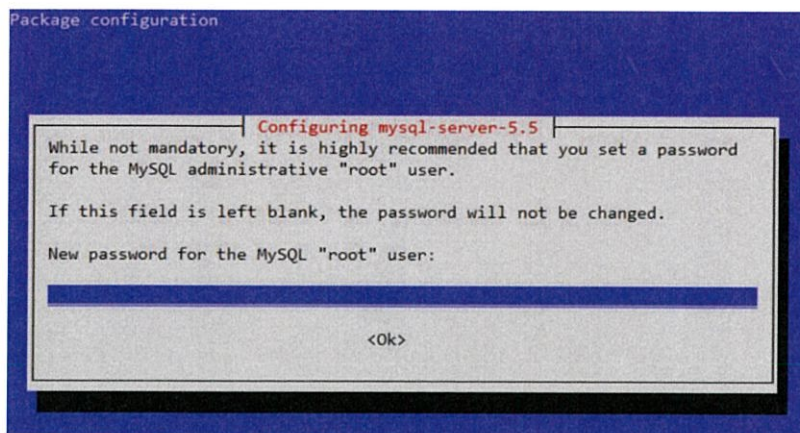 Package configuration
Configuring mysql-server-5.5
While not mandatory, it is highly recommended that you set a password
for the MySQL administrative "root" user.
If this field is left blank, the password will not be changed.
New password for the MySQL "root" user:
<Ok>